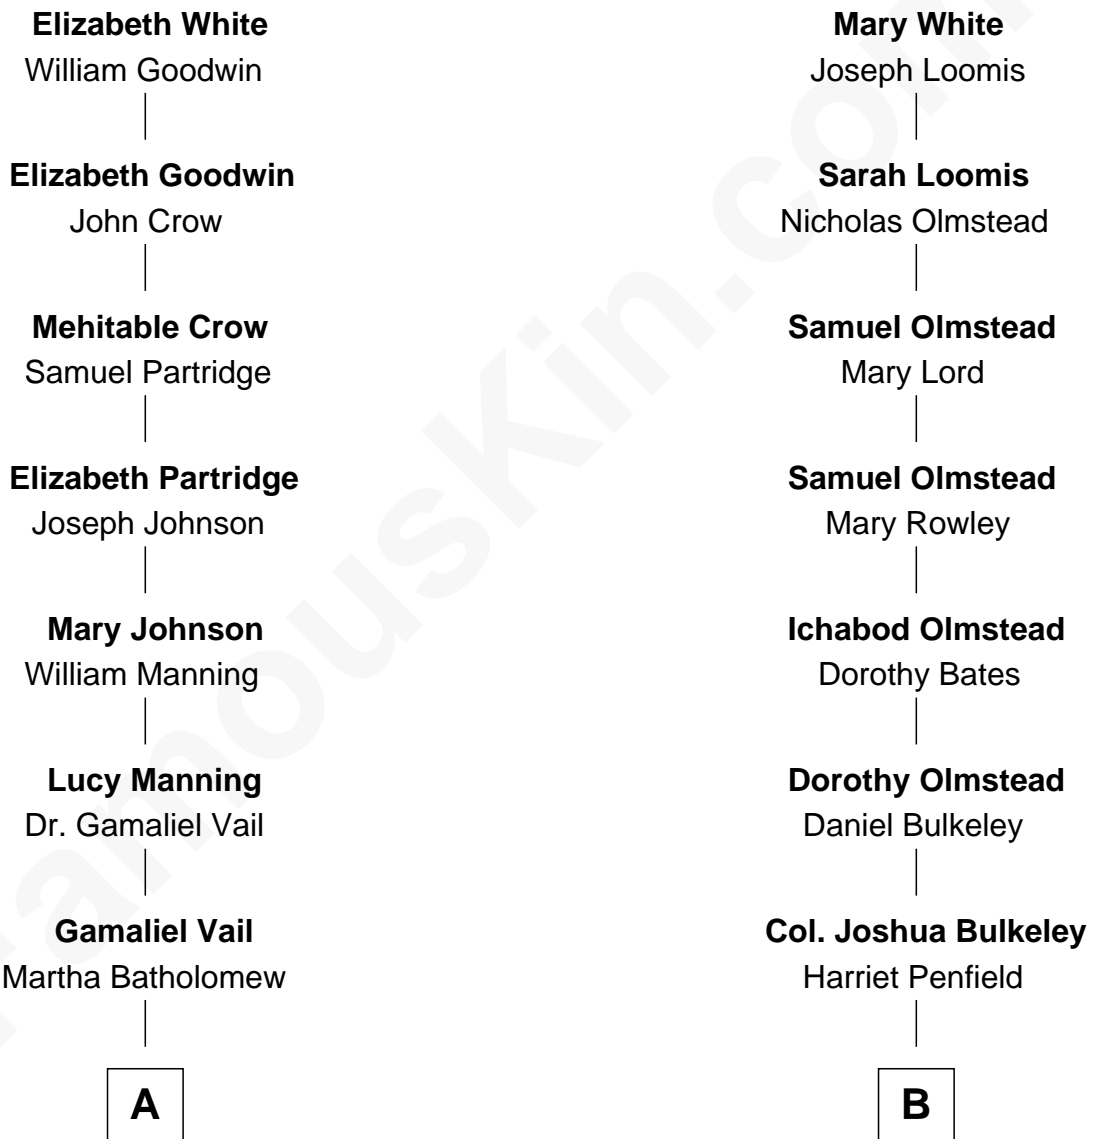 Elizabeth White
William Goodwin
Elizabeth Goodwin
John Crow
Mehitable Crow
Samuel Partridge
Elizabeth Partridge
Joseph Johnson
Mary Johnson
William Manning
Lucy Manning
Dr. Gamaliel Vail
Gamaliel Vail
Martha Batholomew
A
Mary White
Joseph Loomis
Sarah Loomis
Nicholas Olmstead
Samuel Olmstead
Mary Lord
Samuel Olmstead
Mary Rowley
Ichabod Olmstead
Dorothy Bates
Dorothy Olmstead
Daniel Bulkeley
Col. Joshua Bulkeley
Harriet Penfield
B
FamousKin.com